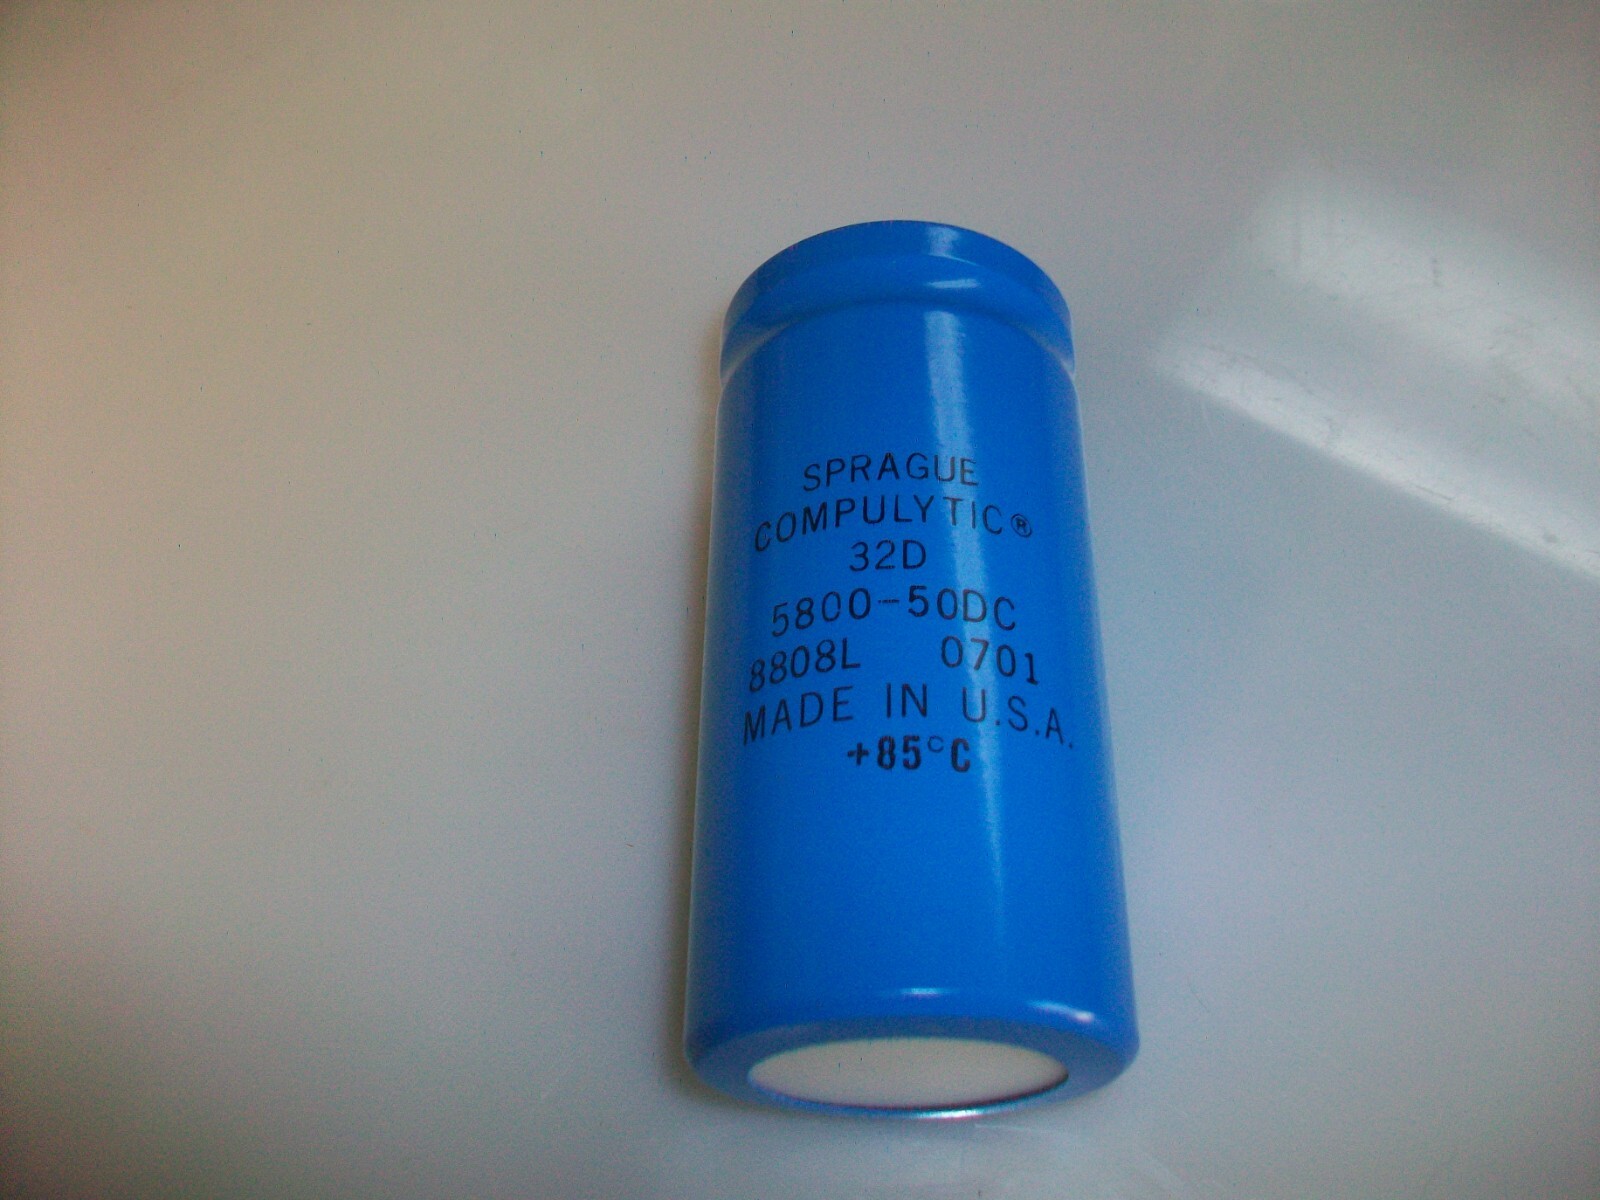 SPRAGUE
COMPULYTIC®
32D
5800-50DC
8808L 0701
MADE IN U.S.A.
+85°C